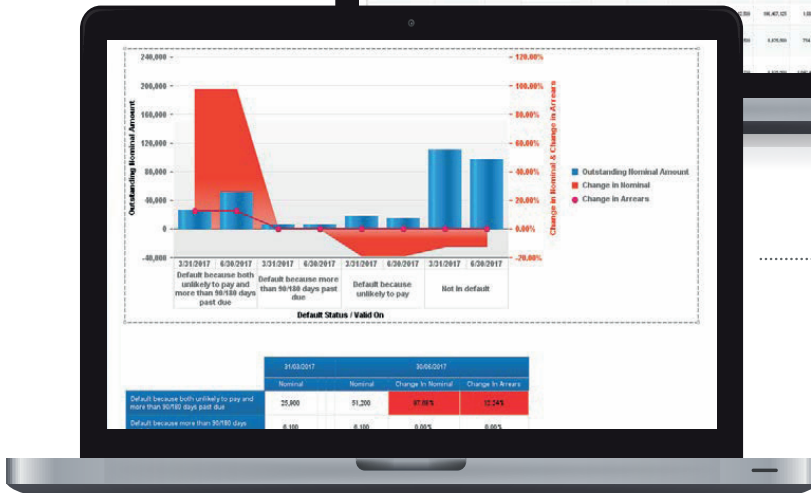 240,000
200,000
160,000
120,000
80,000
40,000
0
-40,000
Outstanding Nominal Amount
120.00%
100.00%
80.00%
60.00%
40.00%
20.00%
0.00%
-20.00%
Change in Nominal & Change in Arrears
Outstanding Nominal Amount
Change in Nominal
Change in Arrears
3/31/2017 6/30/2017 3/31/2017 6/30/2017 3/31/2017 6/30/2017 3/31/2017 6/30/2017
Default because both
unlikely to pay and
more than 90/180 days
past due
Default because more
than 90/180 days past
due
Default because
unlikely to pay
Not in default
Default Status / Valid On
31/03/2017 30/06/2017
Nominal Nominal Change In Nominal Change In Arrears
Default because both unlikely to pay and
more than 90/180 days past due
25,900 51,200
Default because more than 90/180 days
6,100 6,100 0.00% 0.00%